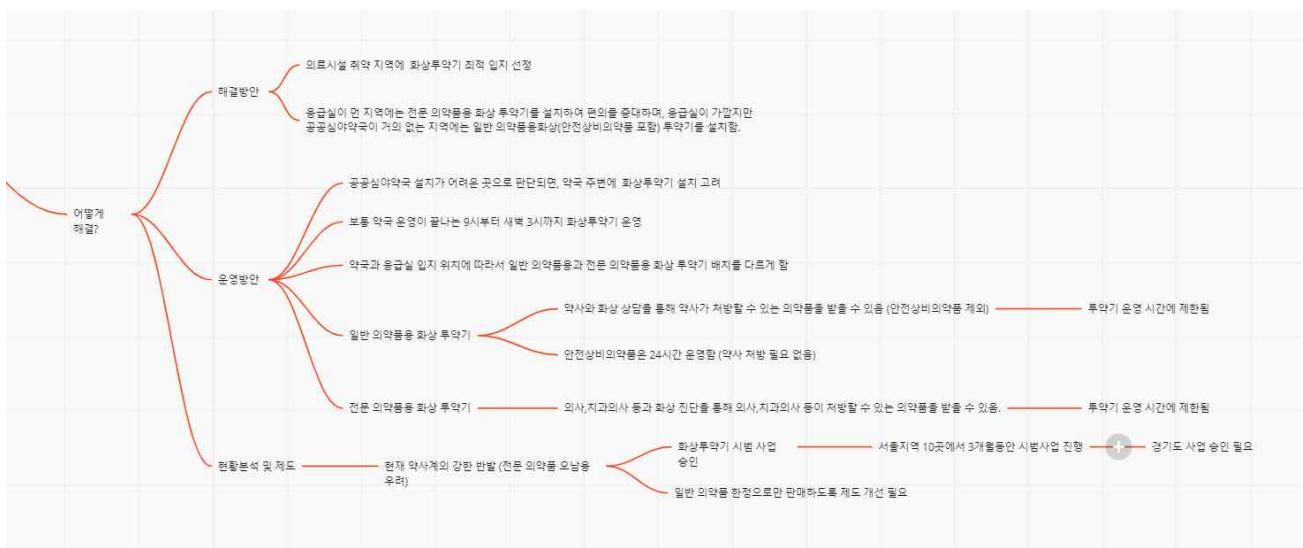 의료시설 취약 지역에 화상투약기 최적 입지 선정
해결방안
응급실이 먼 지역에는 전문 의약품용 화상 투약기를 설치하여 편의를 증대하며, 응급실이 가깝지만
공공심야약국이 거의 없는 지역에는 일반 의약품용화상(안전상비의약품 포함) 투약기를 설치함.
어떻게
해결?
공공심야약국 설치가 어려운 곳으로 판단되면, 약국 주변에 화상투약기 설치 고려
보통 약국 운영이 끝나는 9시부터 새벽 3시까지 화상투약기 운영
약국과 응급실 입지 위치에 따라서 일반 의약품용과 전문 의약품용 화상 투약기 배치를 다르게 함
운영방안
일반 의약품용 화상 투약기
약사와 화상 상담를 통해 약사가 처방할 수 있는 의약품을 받을 수 있음 (안전상비의약품 제외)
투약기 운영 시간에 제한됨
안전상비의약품은 24시간 운영함 (약사 처방 필요 없음)
전문 의약품용 화상 투약기
의사,치과의사 등과 화상 진단를 통해 의사,치과의사 등이 처방할 수 있는 의약품을 받을 수 있음.
투약기 운영 시간에 제한됨
현황분석 및 제도
현재 약사계의 강한 반발 (전문 의약품 오남용
우려)
화상투약기 시범 사업
승인
서울지역 10곳에서 3개월동안 시범사업 진행
경기도 사업 승인 필요
일반 의약품 한정으로만 판매하도록 제도 개선 필요